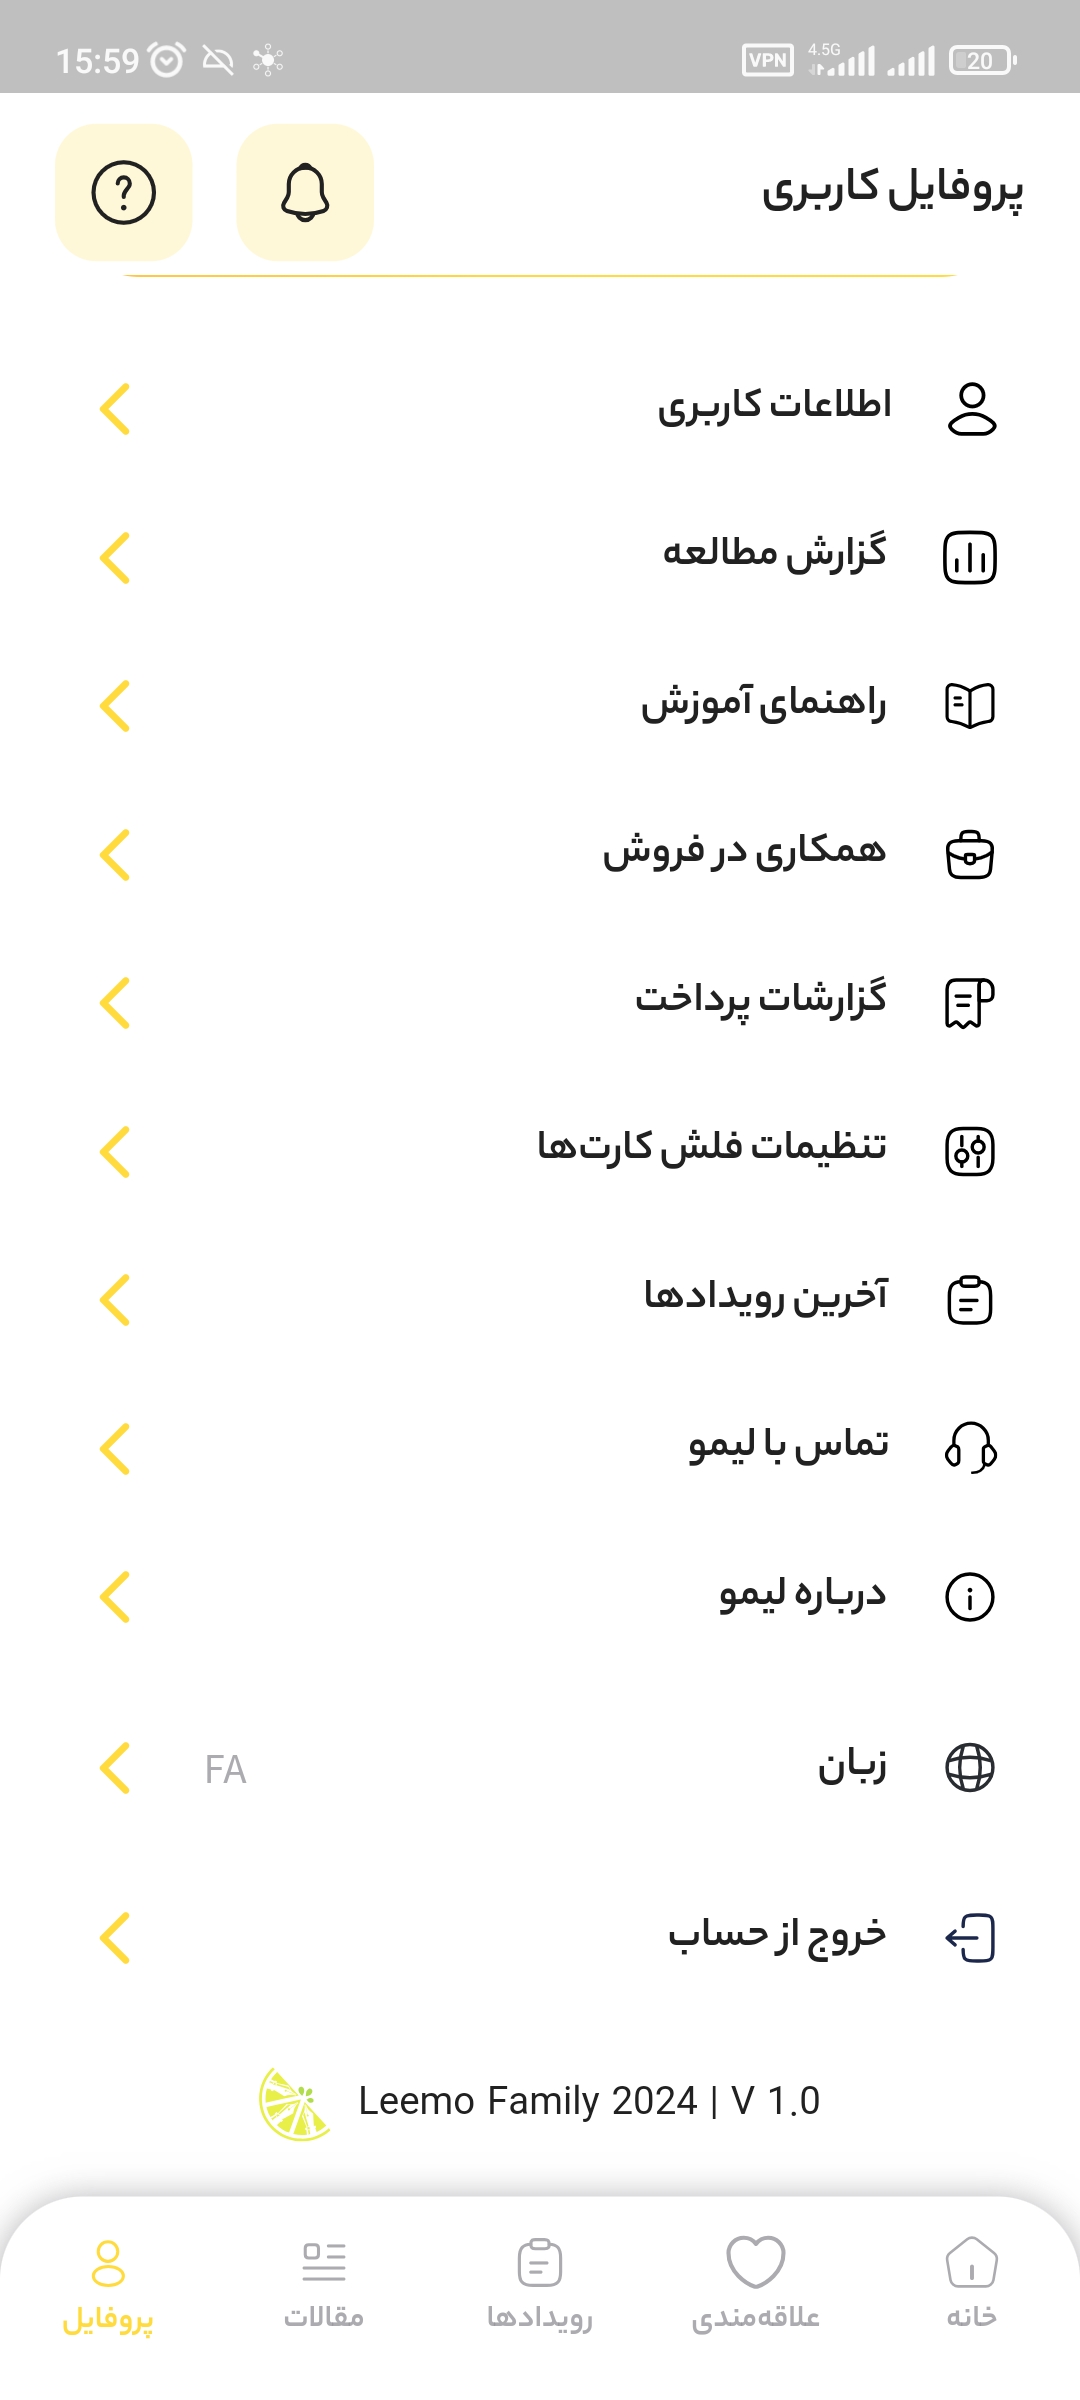 15:59
VPN 4.5G 20
پروفایل کاربری
?
اطلاعات کاربری
گزارش مطالعه
راهنمای آموزش
همکاری در فروش
گزارشات پرداخت
تنظیمات فلش کارت‌ها
آخرین رویدادها
تماس با لیمو
درباره لیمو
زبان FA
خروج از حساب
Leemo Family 2024 | V 1.0
خانه
علاقه‌مندی
رویدادها
مقالات
پروفایل